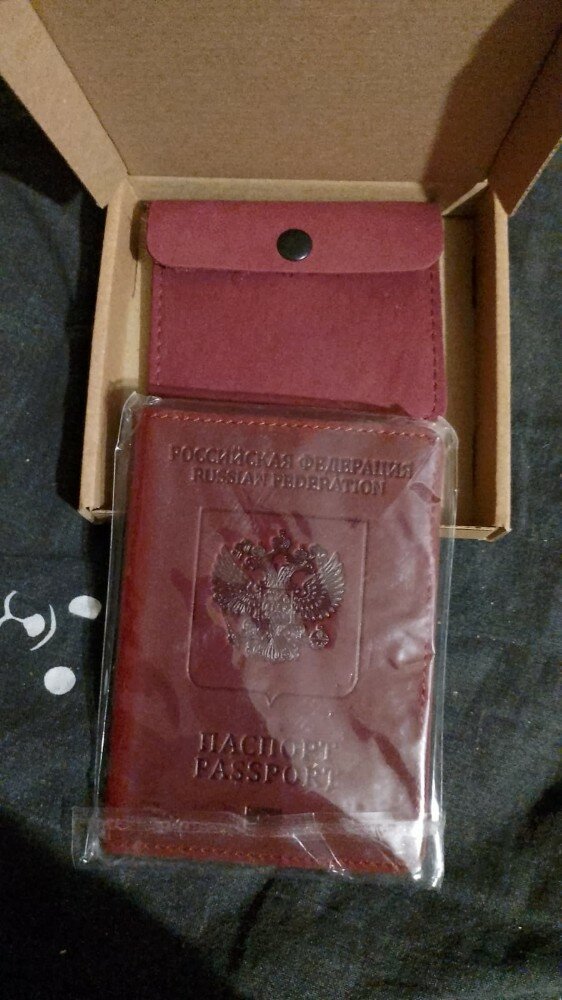 РОССИЙСКАЯ ФЕДЕРАЦИЯ
RUSSIAN FEDERATION
ПАСПОРТ
PASSPORT